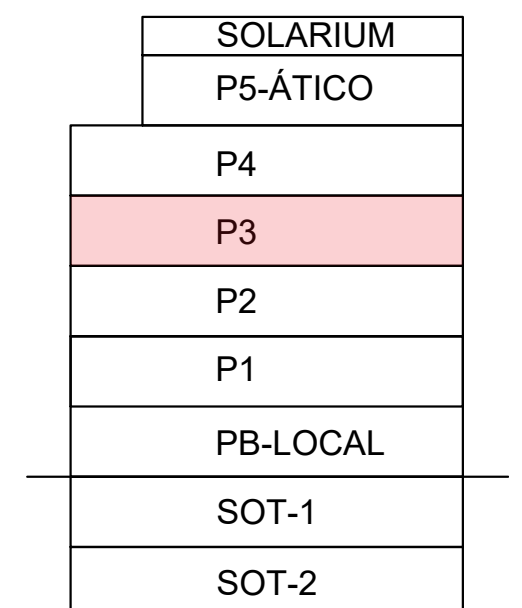 SOLARIUM
P5-ÁTICO
P4
P3
P2
P1
PB-LOCAL
SOT-1
SOT-2